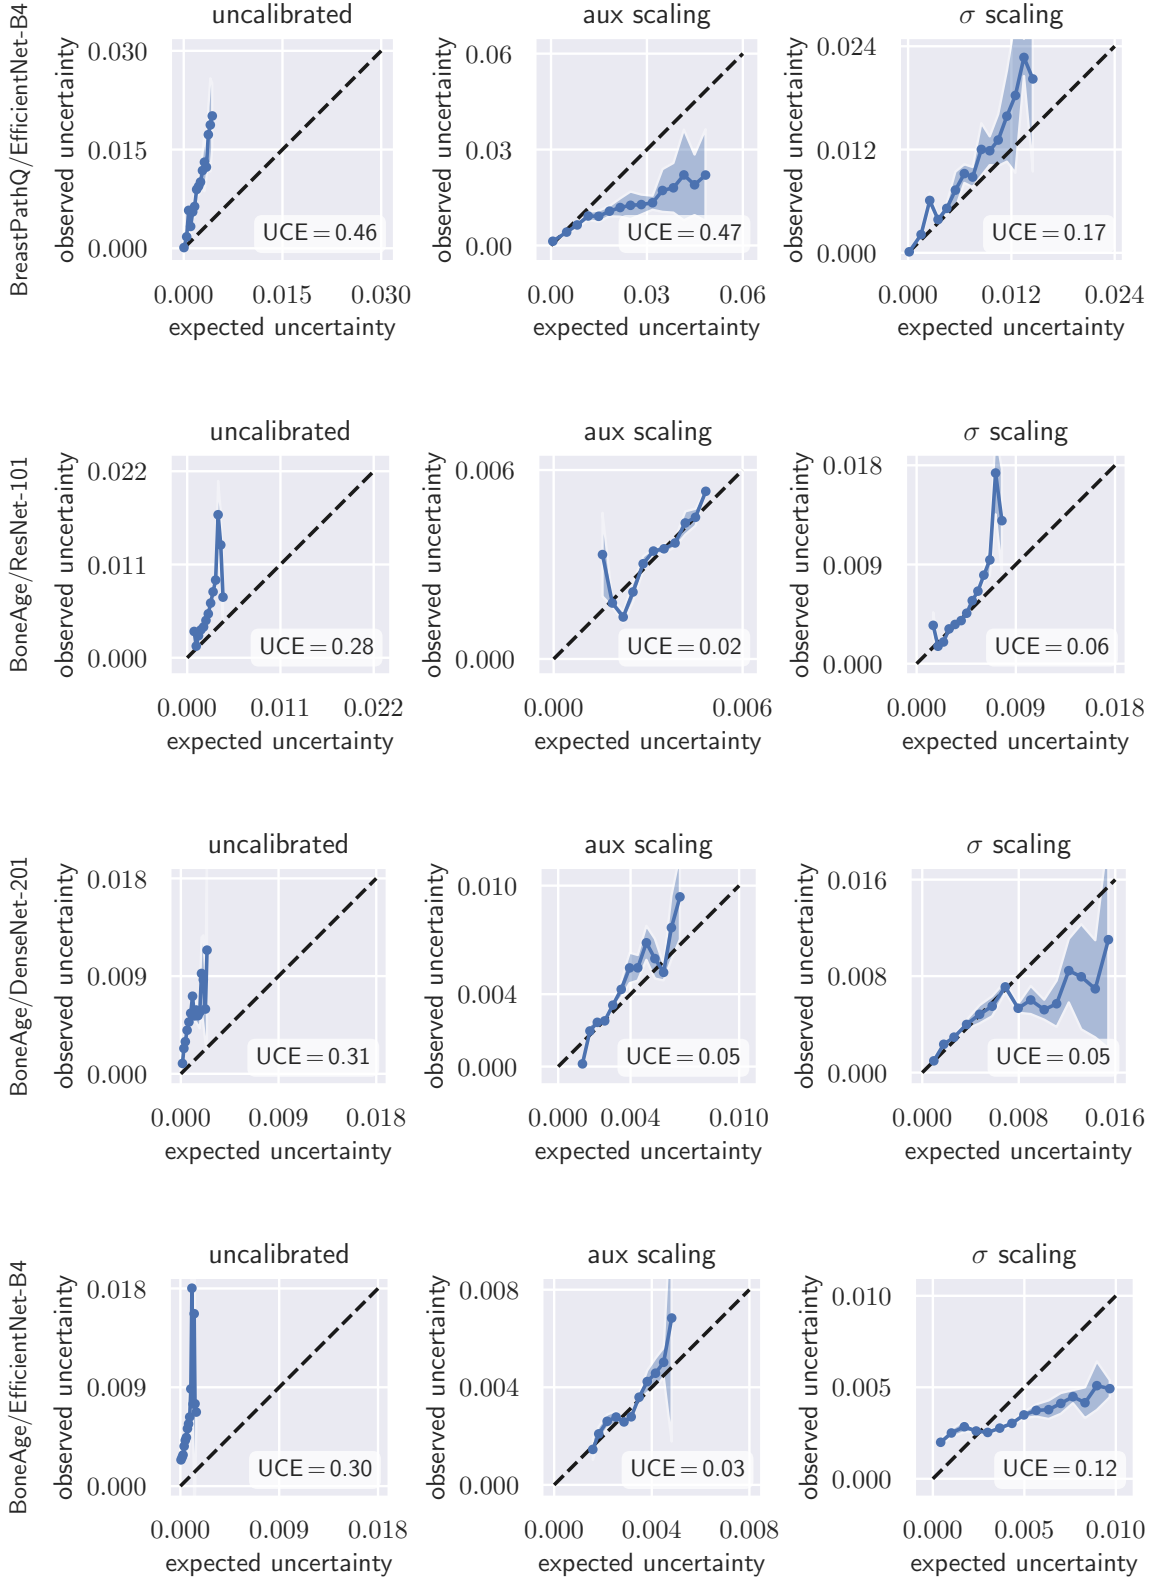 BreastPathQ/EfficientNet-B4
uncalibrated
observed uncertainty
0.030
0.015
0.000
UCE = 0.46
0.000 0.015 0.030
expected uncertainty
aux scaling
observed uncertainty
0.06
0.03
0.00
UCE = 0.47
0.00 0.03 0.06
expected uncertainty
σ scaling
observed uncertainty
0.024
0.012
0.000
UCE = 0.17
0.000 0.012 0.024
expected uncertainty
BoneAge/ResNet-101
uncalibrated
observed uncertainty
0.022
0.011
0.000
UCE = 0.28
0.000 0.011 0.022
expected uncertainty
aux scaling
observed uncertainty
0.006
0.000
UCE = 0.02
0.000 0.006
expected uncertainty
σ scaling
observed uncertainty
0.018
0.009
0.000
UCE = 0.06
0.000 0.009 0.018
expected uncertainty
BoneAge/DenseNet-201
uncalibrated
observed uncertainty
0.018
0.009
0.000
UCE = 0.31
0.000 0.009 0.018
expected uncertainty
aux scaling
observed uncertainty
0.010
0.004
0.000
UCE = 0.05
0.000 0.004 0.010
expected uncertainty
σ scaling
observed uncertainty
0.016
0.008
0.000
UCE = 0.05
0.000 0.008 0.016
expected uncertainty
BoneAge/EfficientNet-B4
uncalibrated
observed uncertainty
0.018
0.009
0.000
UCE = 0.30
0.000 0.009 0.018
expected uncertainty
aux scaling
observed uncertainty
0.008
0.004
0.000
UCE = 0.03
0.000 0.004 0.008
expected uncertainty
σ scaling
observed uncertainty
0.010
0.005
0.000
UCE = 0.12
0.000 0.005 0.010
expected uncertainty